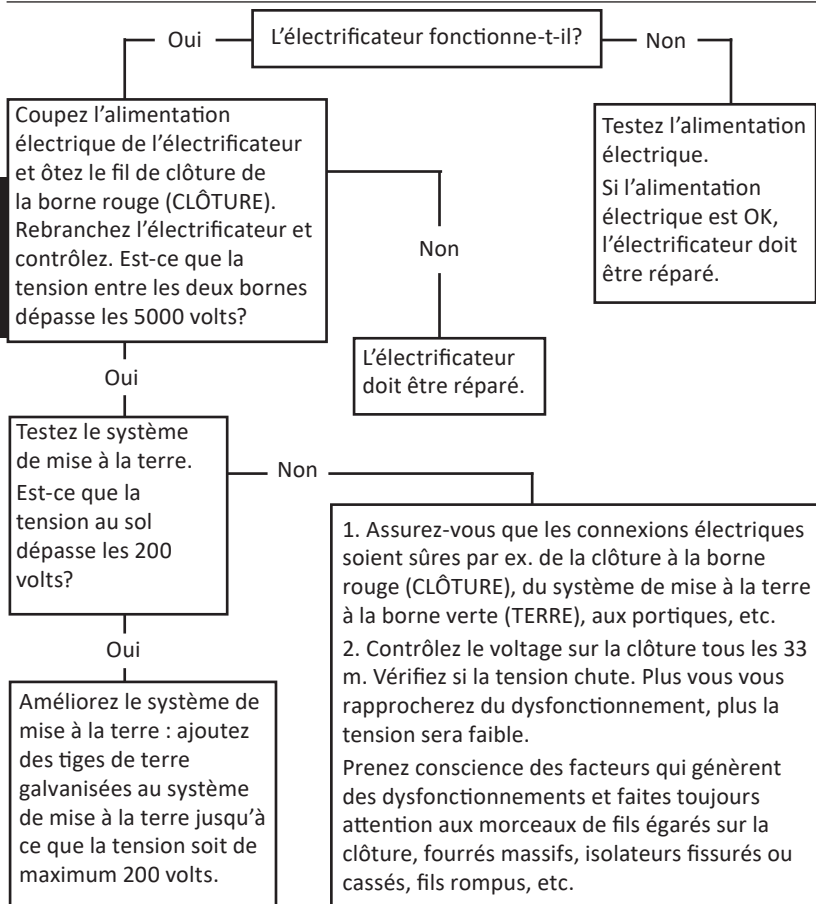 L'électrificateur fonctionne-t-il?
Oui
Non
Coupez l'alimentation
électrique de l'électrificateur
et ôtez le fil de clôture de
la borne rouge (CLÔTURE).
Rebranchez l'électrificateur et
contrôlez. Est-ce que la
tension entre les deux bornes
dépasse les 5000 volts?
Testez l'alimentation
électrique.
Si l'alimentation
électrique est OK,
l'électrificateur doit
être réparé.
Non
L'électrificateur
doit être réparé.
Oui
Testez le système
de mise à la terre.
Est-ce que la
tension au sol
dépasse les 200
volts?
Non
1. Assurez-vous que les connexions électriques
soient sûres par ex. de la clôture à la borne
rouge (CLÔTURE), du système de mise à la terre
à la borne verte (TERRE), aux portiques, etc.
2. Contrôlez le voltage sur la clôture tous les 33
m. Vérifiez si la tension chute. Plus vous vous
rapprocherez du dysfonctionnement, plus la
tension sera faible.
Prenez conscience des facteurs qui génèrent
des dysfonctionnements et faites toujours
attention aux morceaux de fils égarés sur la
clôture, fourrés massifs, isolateurs fissurés ou
cassés, fils rompus, etc.
Oui
Améliorez le système de
mise à la terre : ajoutez
des tiges de terre
galvanisées au système
de mise à la terre jusqu'à
ce que la tension soit de
maximum 200 volts.